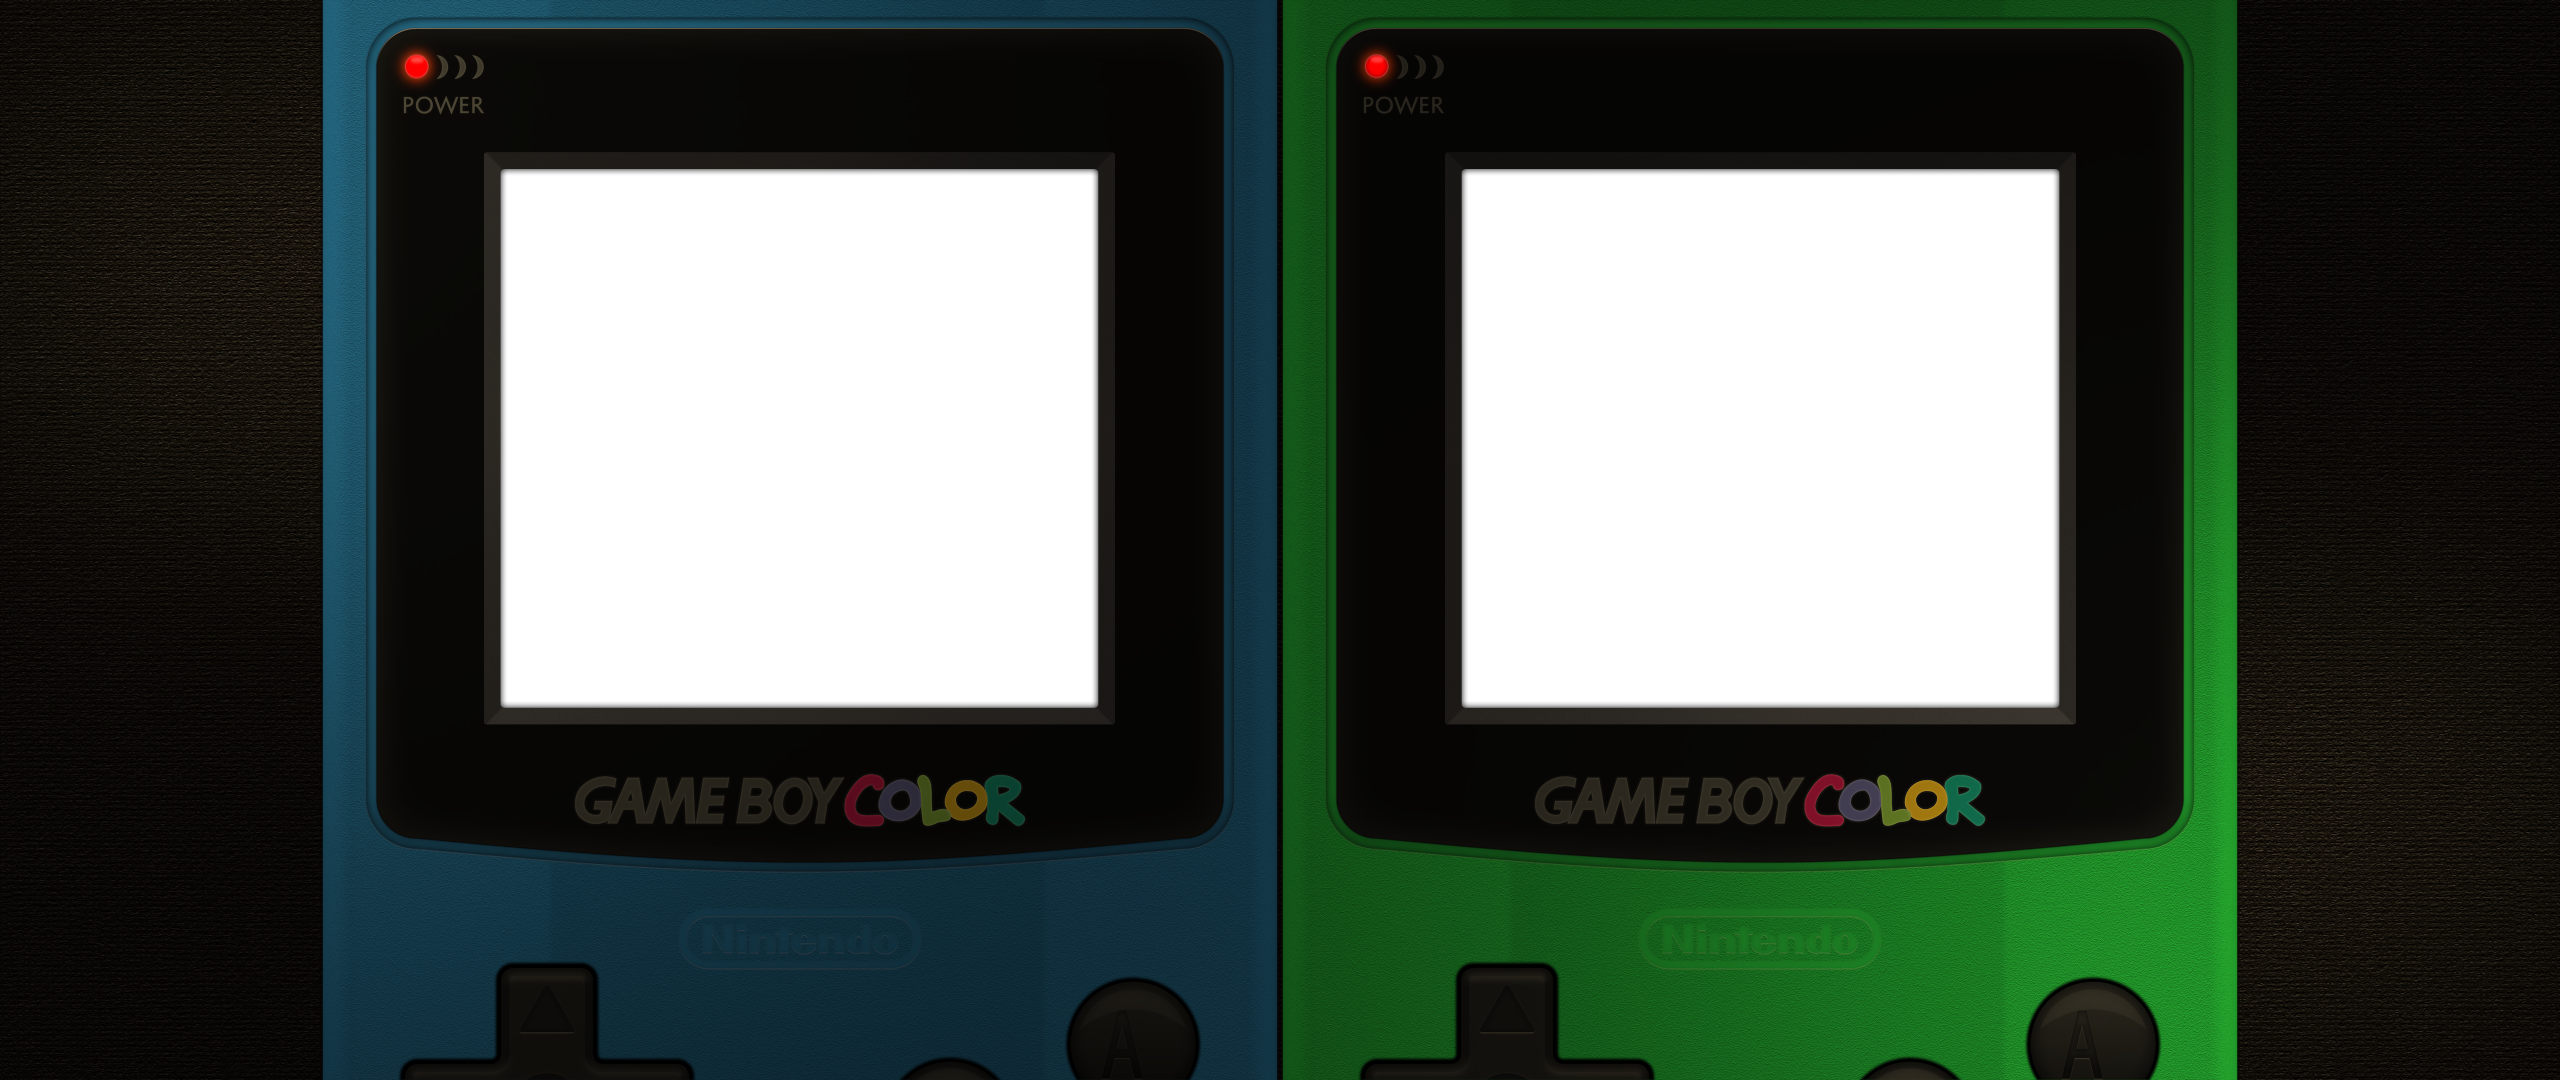 POWER
GAME BOY COLOR
Nintendo
A
POWER
GAME BOY COLOR
Nintendo
A